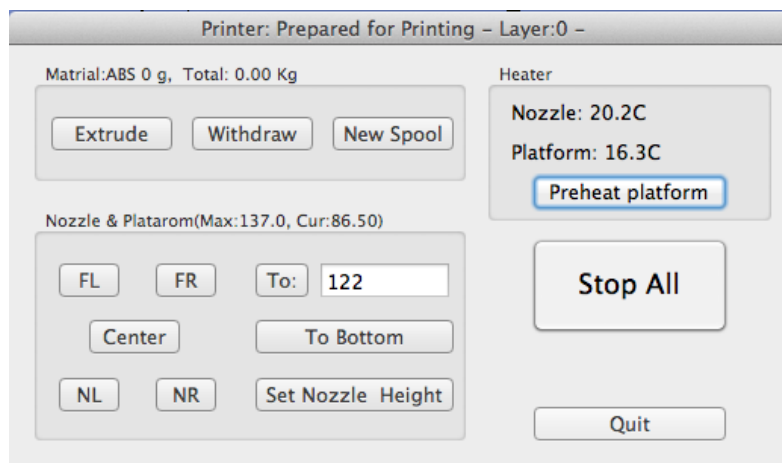 Printer: Prepared for Printing – Layer:0 –
Matrial:ABS 0 g, Total: 0.00 Kg
Extrude Withdraw New Spool
Heater
Nozzle: 20.2C
Platform: 16.3C
Preheat platform
Nozzle & Platarom(Max:137.0, Cur:86.50)
FL FR To: 122
Center To Bottom
NL NR Set Nozzle Height
Stop All
Quit